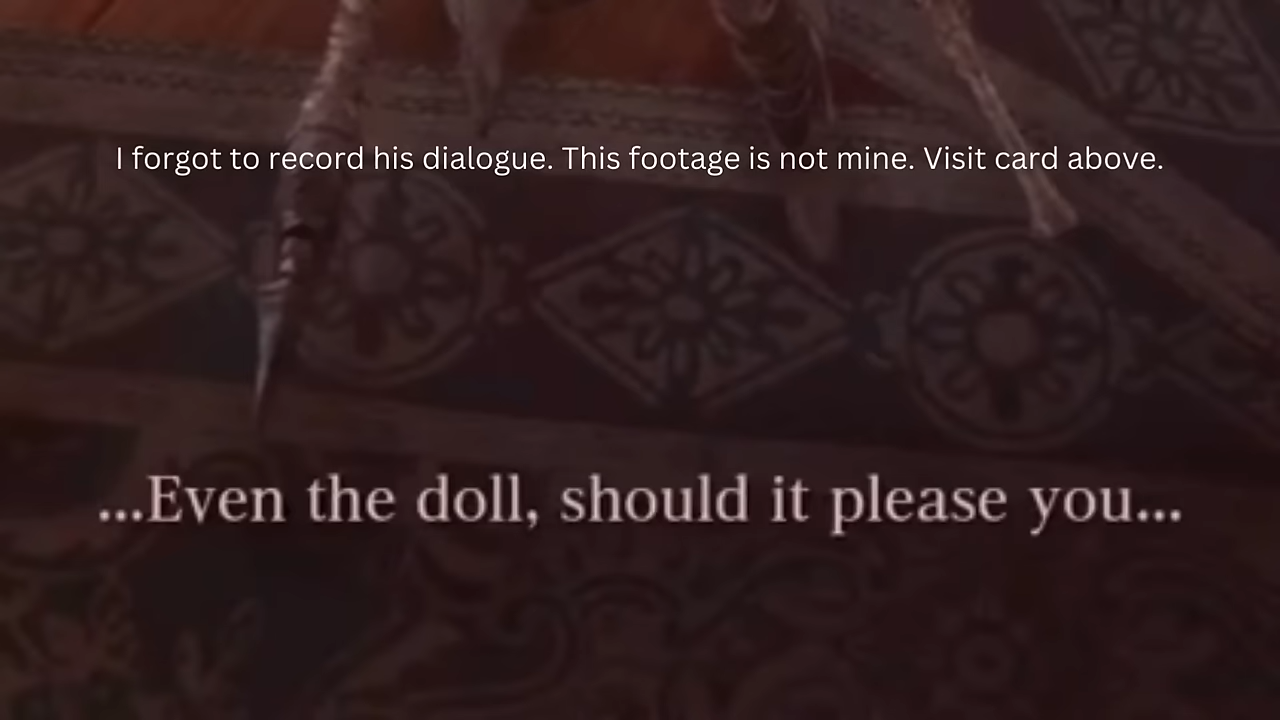 I forgot to record his dialogue. This footage is not mine. Visit card above.
...Even the doll, should it please you...